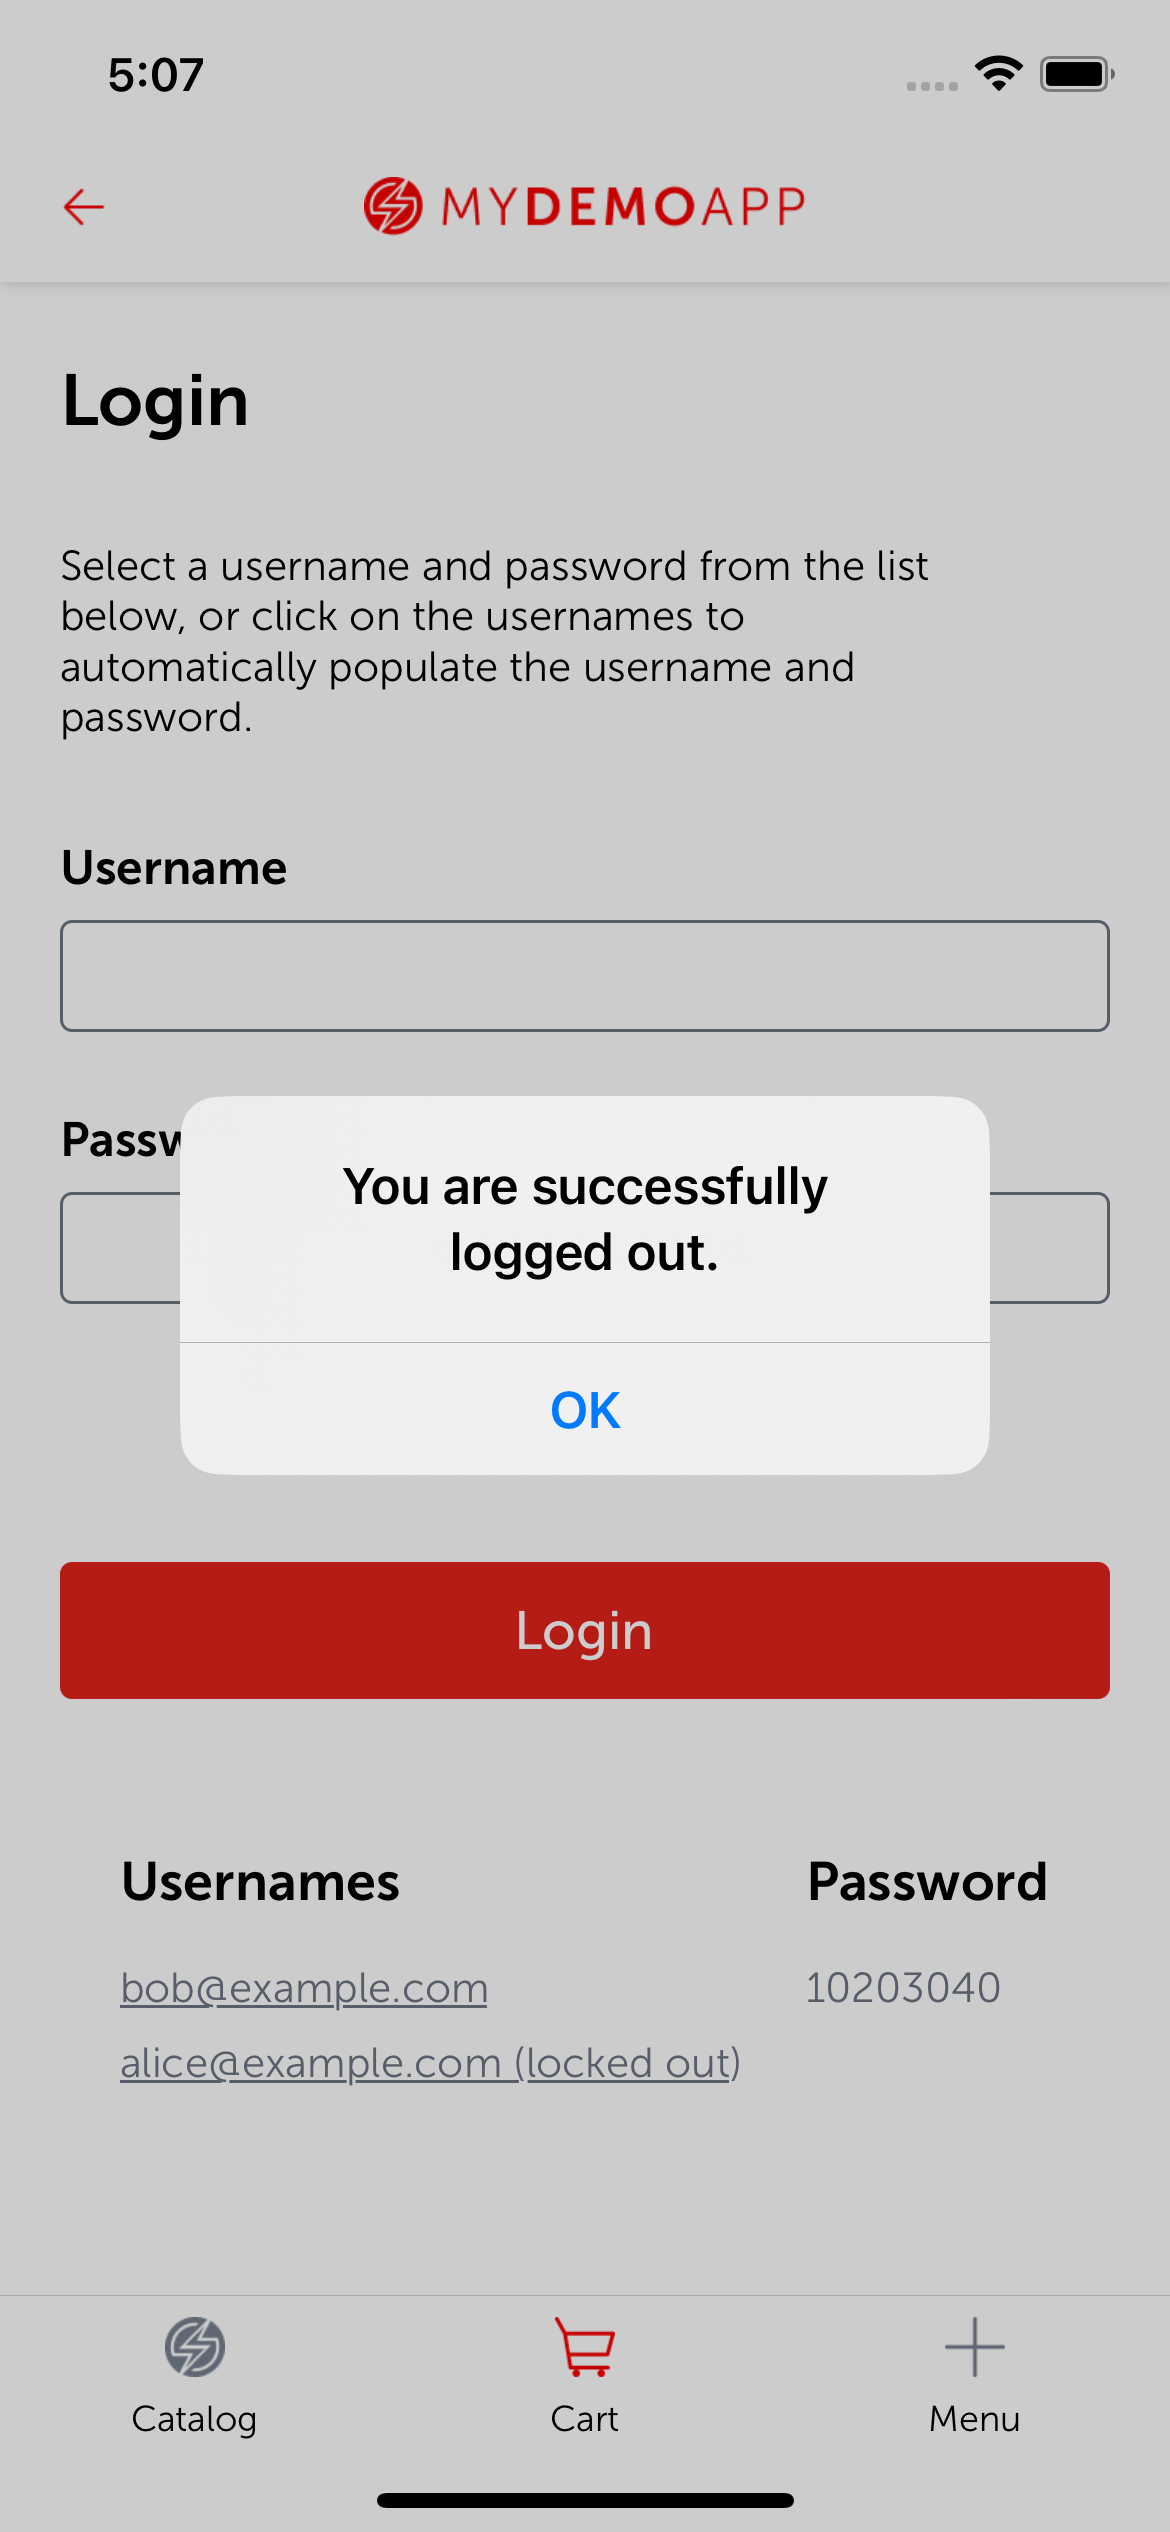 5:07
MYDEMOAPP
Login
Select a username and password from the list
below, or click on the usernames to
automatically populate the username and
password.
Username
You are successfully
logged out.
OK
Login
Usernames Password
bob@example.com 10203040
alice@example.com (locked out)
Catalog Cart Menu